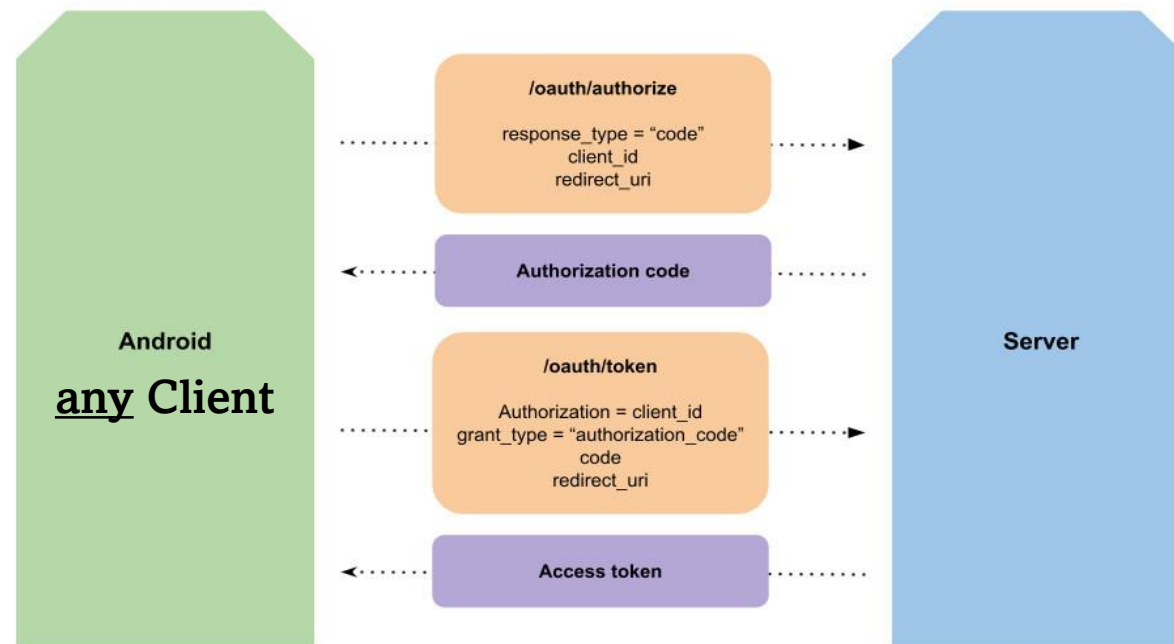 /oauth/authorize
response_type = “code”
client_id
redirect_uri
Authorization code
Android
any Client
Server
/oauth/token
Authorization = client_id
grant_type = “authorization_code”
code
redirect_uri
Access token